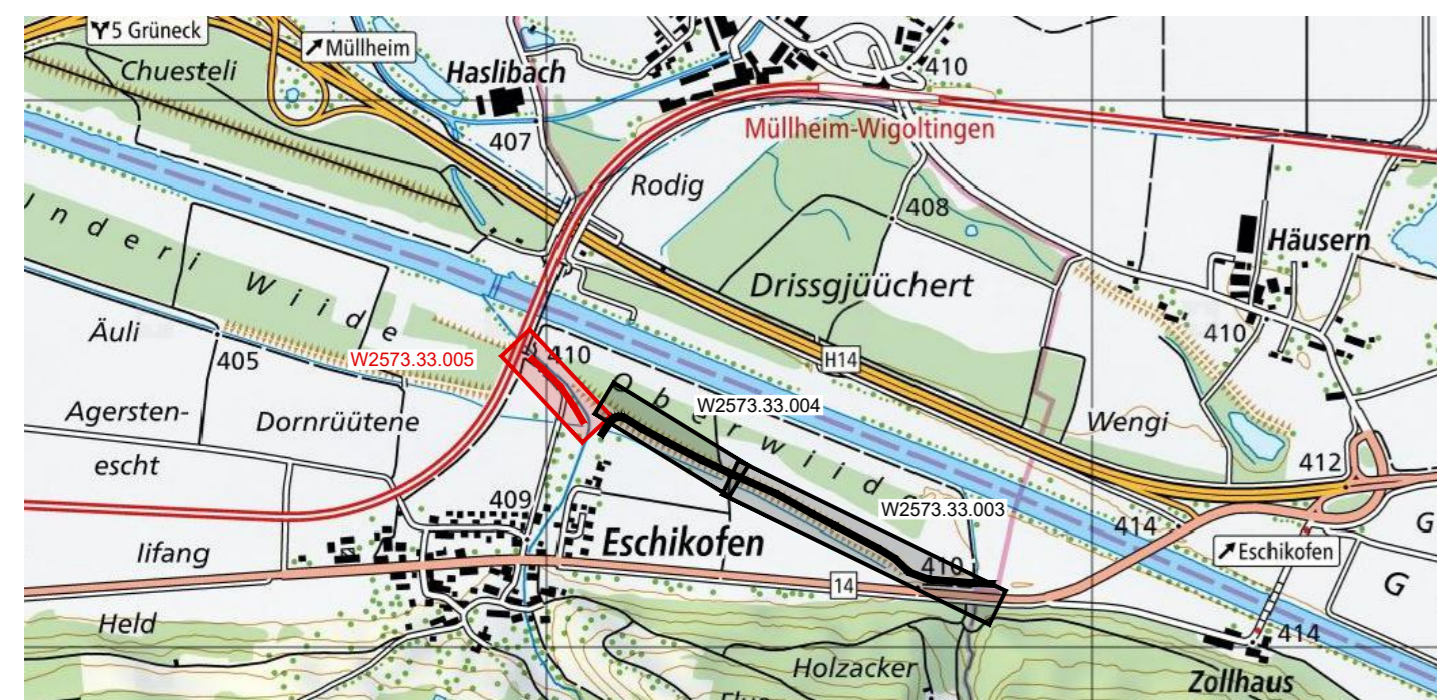 5 Grüneck
Müllheim
Chuesteli
Haslibach
410
407
Müllheim-Wigoltingen
Rodig
408
Underi Wiide
Häusern
Drissgjüüchert
Äuli
405
W2573.33.005
410
H14
410
Agersten-
escht
Dornrüütene
Oberwiide
W2573.33.004
Wengi
412
409
W2573.33.003
414
G
Iifang
Eschikofen
Eschikofen
14
410
G
Held
414
Holzacker
Zollhaus